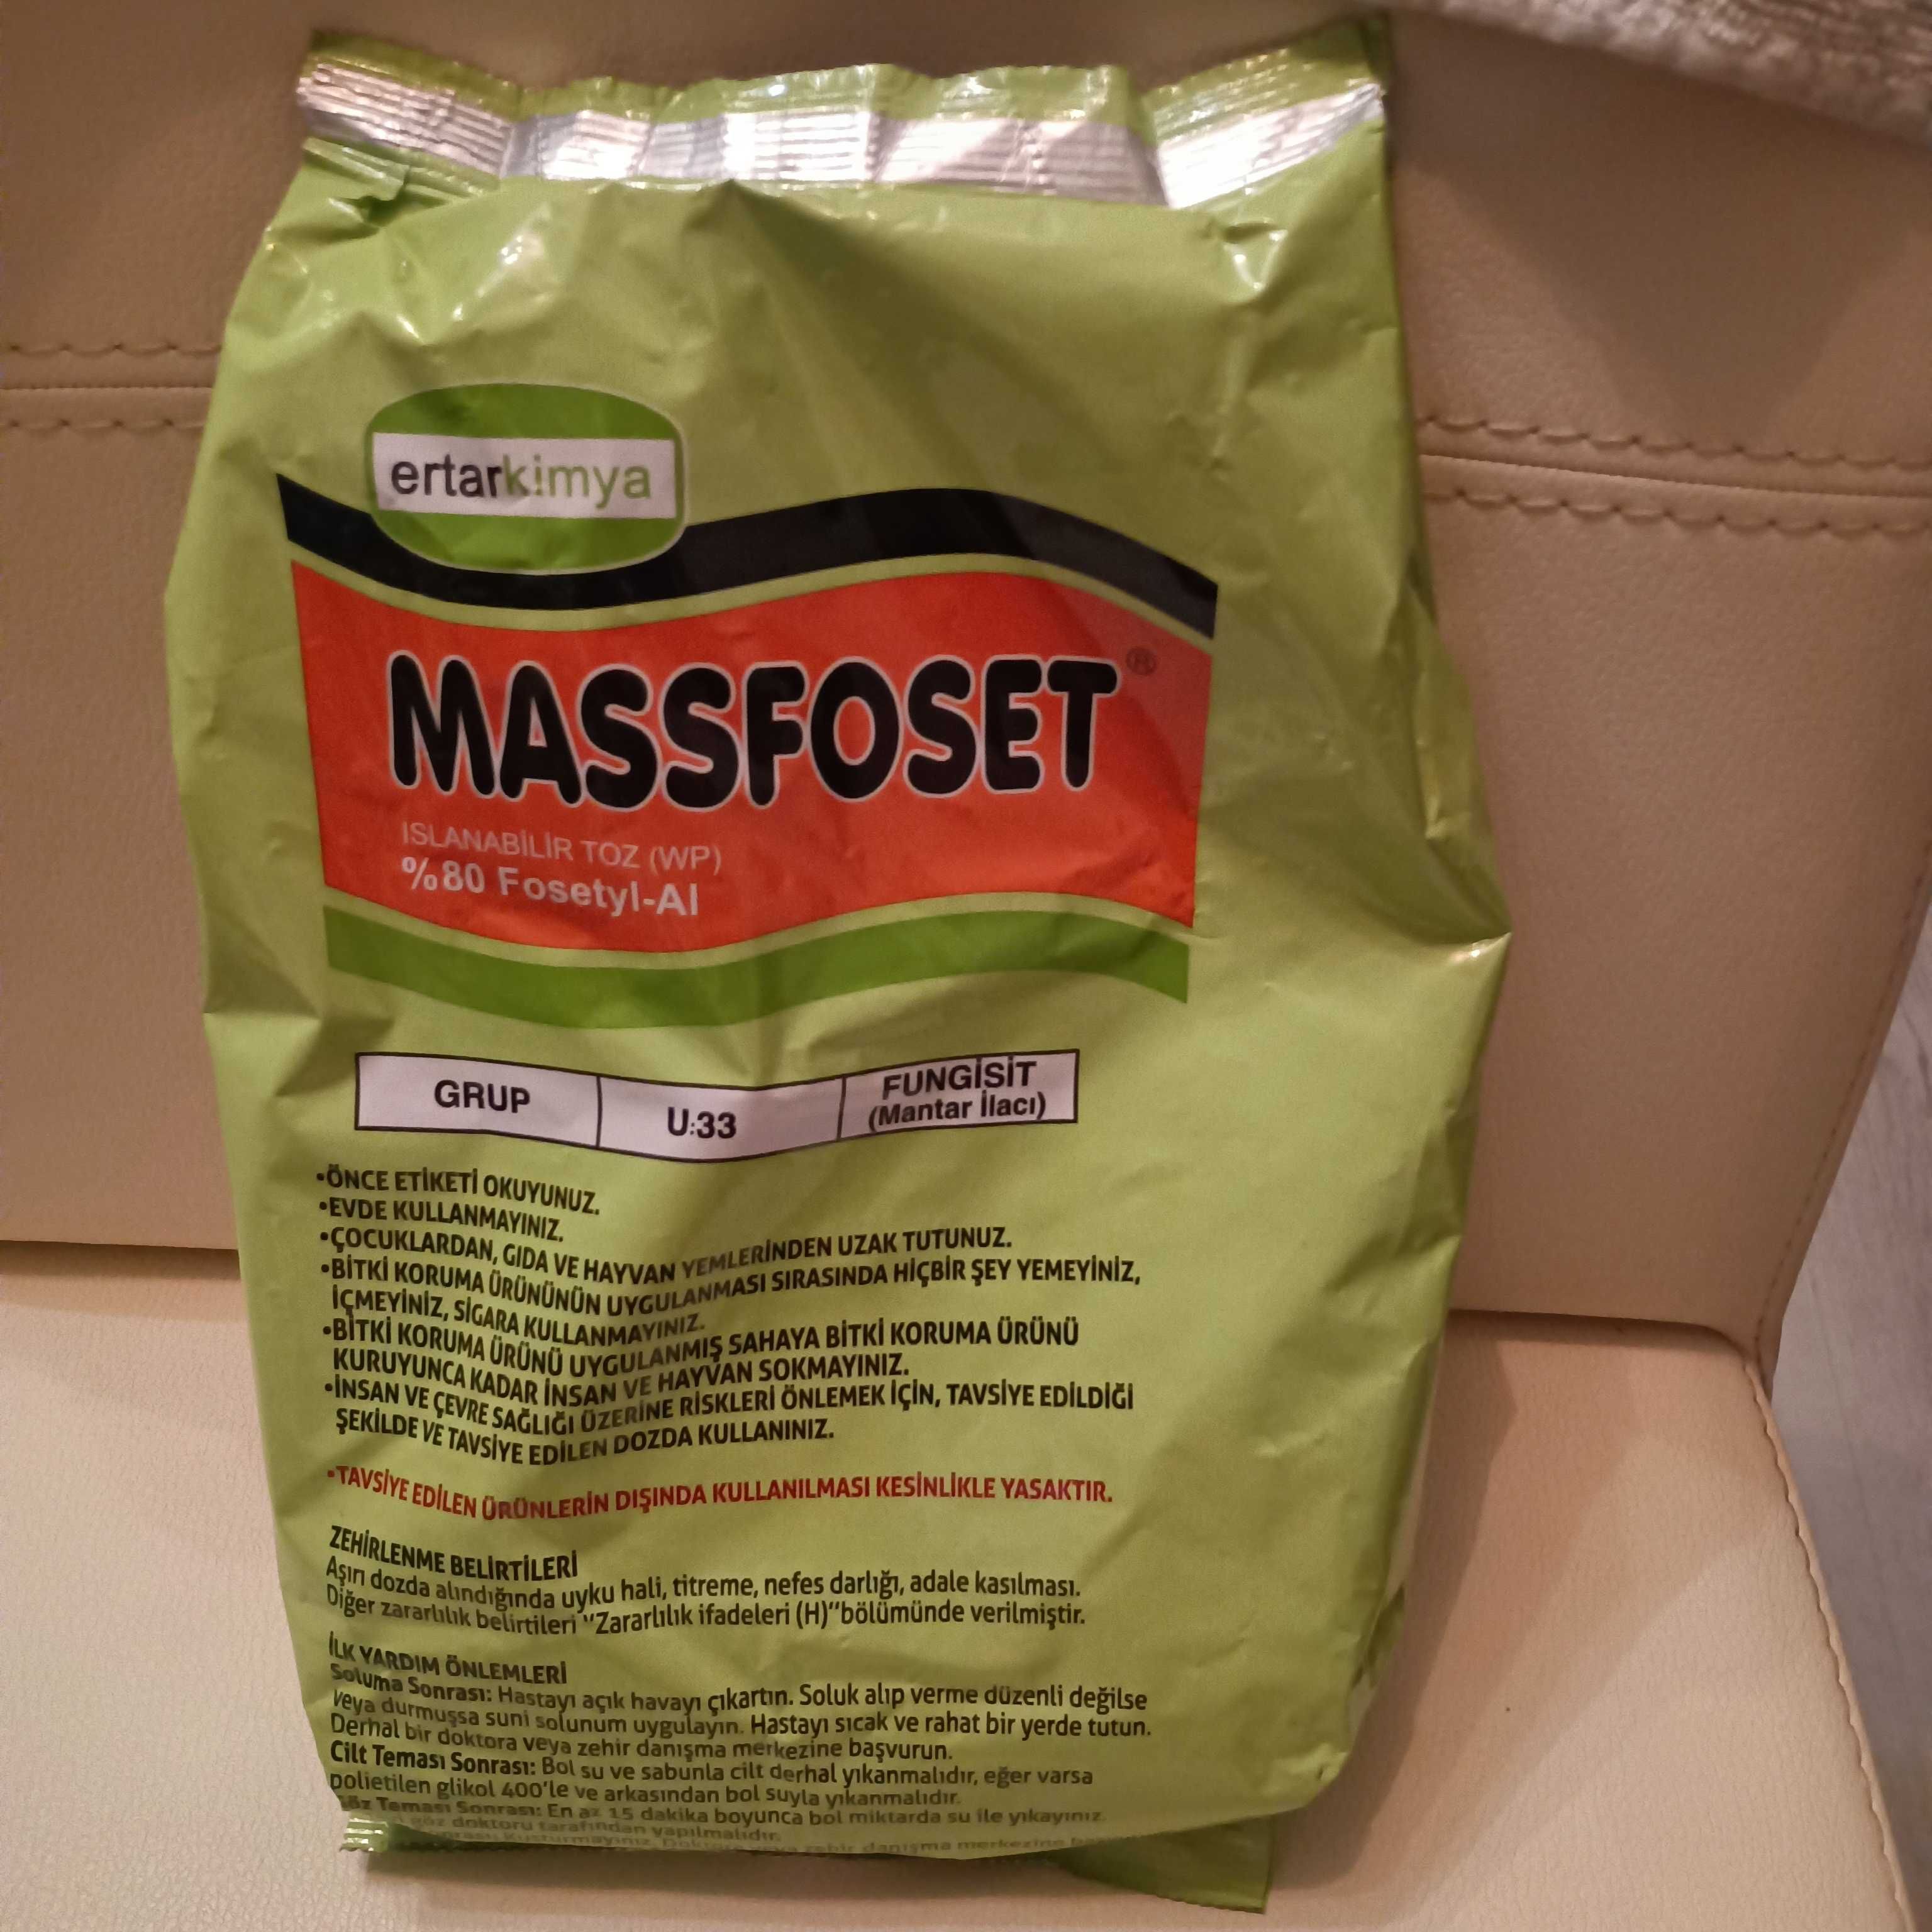 ertarkimya
MASSFOSET®
ISLANABİLİR TOZ (WP)
%80 Fosetyl-Al
GRUP
U:33
FUNGİSİT
(Mantar İlacı)
•ÖNCE ETİKETİ OKUYUNUZ.
•EVDE KULLANMAYINIZ.
•ÇOCUKLARDAN, GIDA VE HAYVAN YEMLERİNDEN UZAK TUTUNUZ.
•BİTKİ KORUMA ÜRÜNÜNÜN UYGULANMASI SIRASINDA HİÇBİR ŞEY YEMEYİNİZ,
İÇMEYİNİZ, SİGARA KULLANMAYINIZ.
•BİTKİ KORUMA ÜRÜNÜ UYGULANMIŞ SAHAYA BİTKİ KORUMA ÜRÜNÜ
KURUYUNCA KADAR İNSAN VE HAYVAN SOKMAYINIZ.
•İNSAN VE ÇEVRE SAĞLIĞI ÜZERİNE RİSKLERİ ÖNLEMEK İÇİN, TAVSİYE EDİLDİĞİ
ŞEKİLDE VE TAVSİYE EDİLEN DOZDA KULLANINIZ.
•TAVSİYE EDİLEN ÜRÜNLERİN DIŞINDA KULLANILMASI KESİNLİKLE YASAKTIR.
ZEHİRLENME BELİRTİLERİ
Aşırı dozda alındığında uyku hali, titreme, nefes darlığı, adale kasılması.
Diğer zararlılık belirtileri "Zararlılık ifadeleri (H)"bölümünde verilmiştir.
İLK YARDIM ÖNLEMLERİ
Soluma Sonrası: Hastayı açık havayı çıkartın. Soluk alıp verme düzenli değilse
veya durmuşsa suni solunum uygulayın. Hastayı sıcak ve rahat bir yerde tutun.
Derhal bir doktora veya zehir danışma merkezine başvurun.
Cilt Teması Sonrası: Bol su ve sabunla cilt derhal yıkanmalıdır, eğer varsa
polietilen glikol 400'le ve arkasından bol suyla yıkanmalıdır.
Göz Teması Sonrası: En az 15 dakika boyunca bol miktarda su ile yıkayınız.
göz doktoru tarafından yapılmalıdır.
Kusturmayınız. zehir danışma merkezine